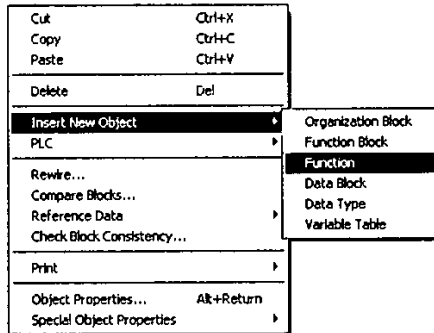 Cut Ctrl+X
Copy Ctrl+C
Paste Ctrl+V
Delete Del
Insert New Object
PLC
Rewire...
Compare Blocks...
Reference Data
Check Block Consistency...
Print
Object Properties... Alt+Return
Special Object Properties
Organization Block
Function Block
Function
Data Block
Data Type
Variable Table